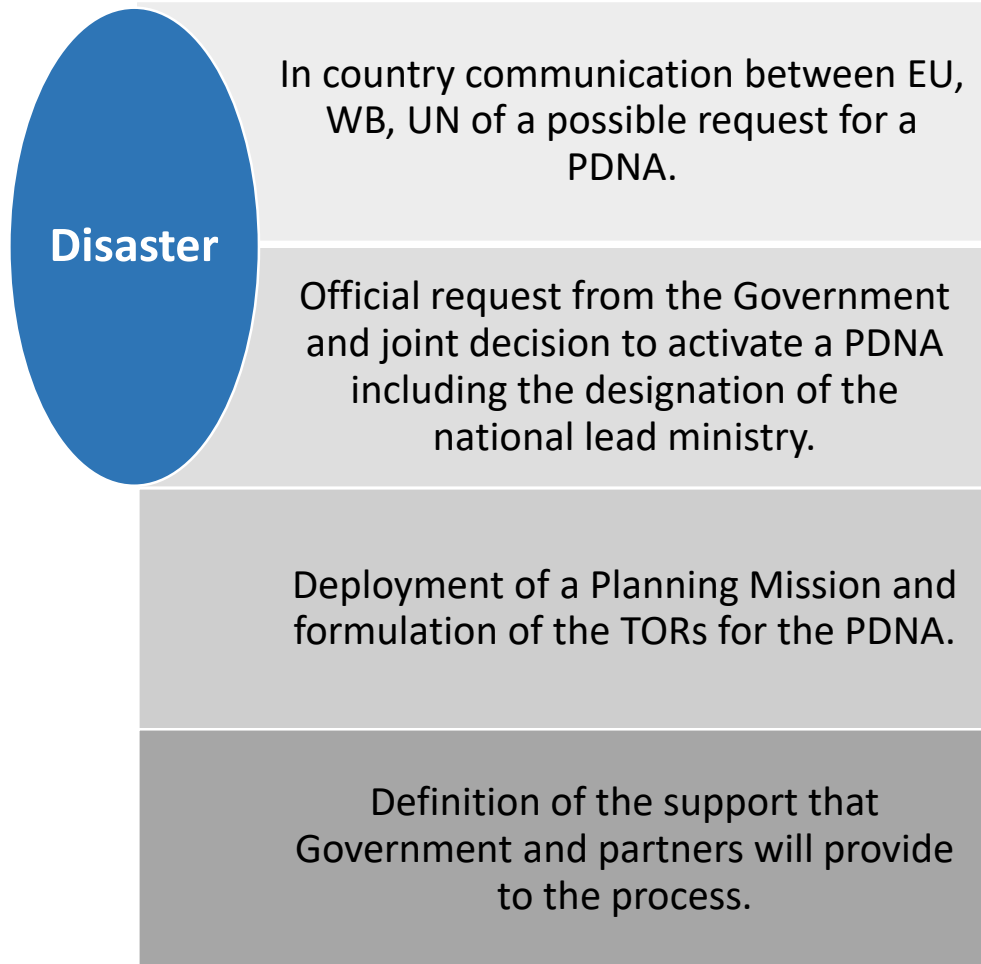 Disaster
In country communication between EU,
WB, UN of a possible request for a
PDNA.
Official request from the Government
and joint decision to activate a PDNA
including the designation of the
national lead ministry.
Deployment of a Planning Mission and
formulation of the TORs for the PDNA.
Definition of the support that
Government and partners will provide
to the process.